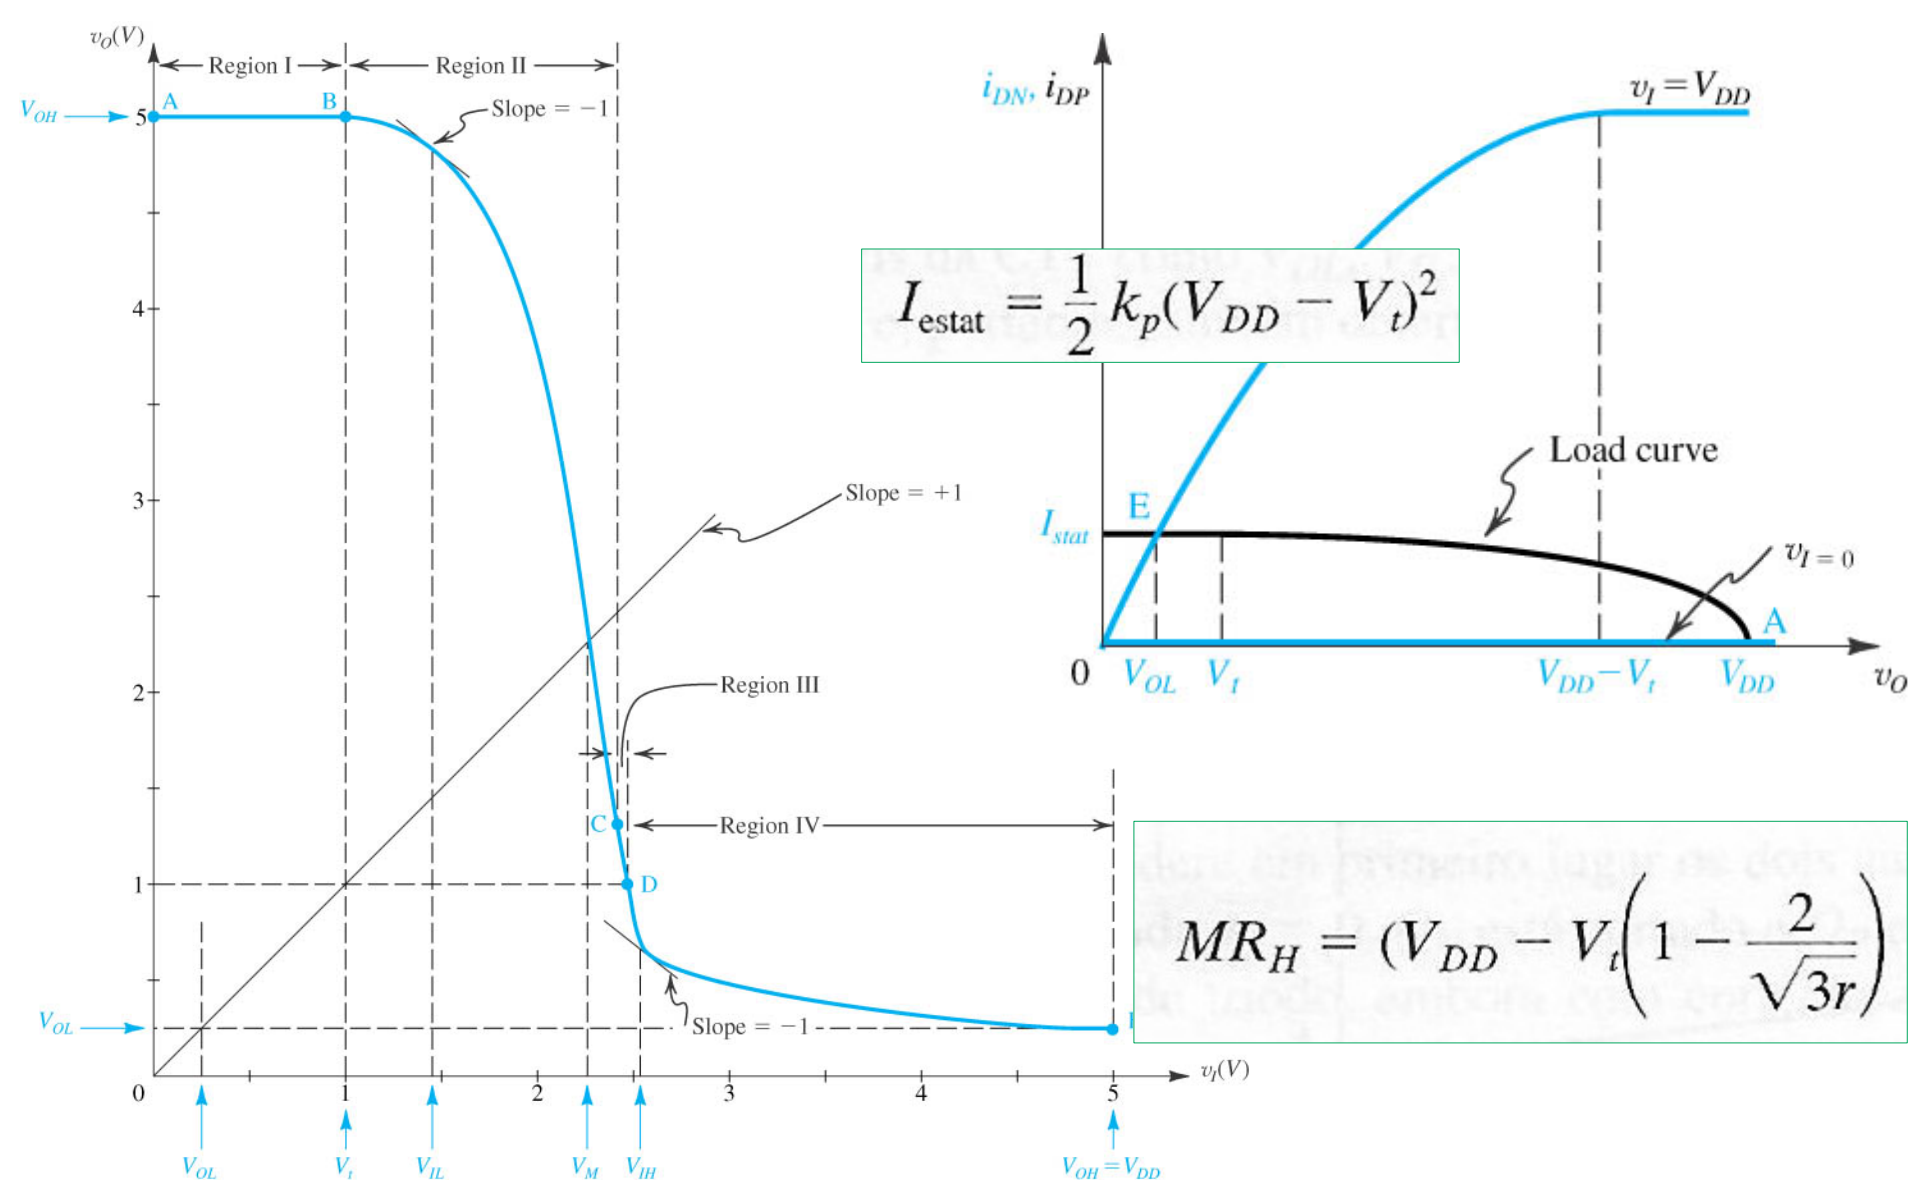 v_O(V)
Region I
Region II
V_OH
5
A
B
Slope = −1
4
3
Slope = +1
2
Region III
C
Region IV
1
D
V_OL
Slope = −1
0
1
2
3
4
5
v_I(V)
V_OL
V_t
V_IL
V_M
V_IH
V_OH = V_DD
i_DN, i_DP
v_I = V_DD
I_estat = \frac{1}{2} k_p(V_DD − V_t)^2
Load curve
E
I_stat
v_I = 0
A
0
V_OL
V_t
V_DD − V_t
V_DD
v_O
MR_H = (V_DD − V_t(1 − \frac{2}{\sqrt{3r}})